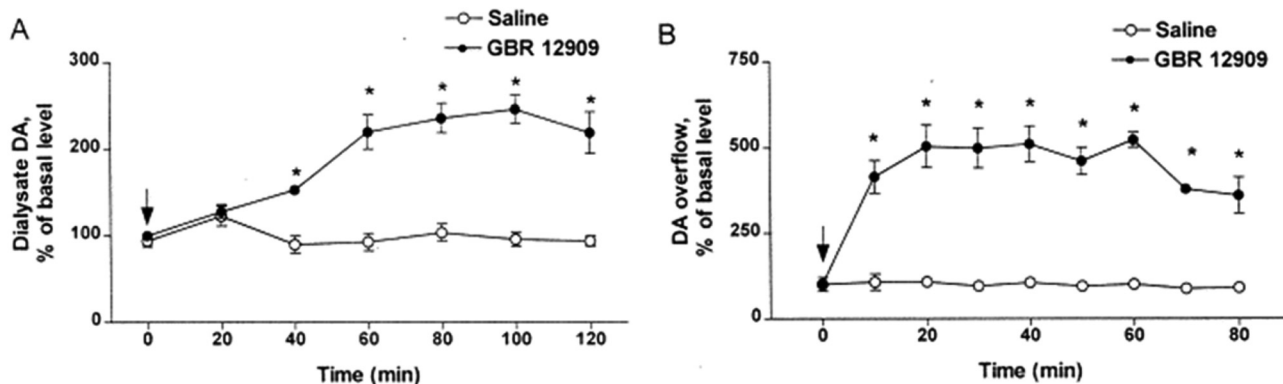 A
Saline
GBR 12909
Dialysate DA,
% of basal level
300
200
100
0
* * * * *
0 20 40 60 80 100 120
Time (min)
B
Saline
GBR 12909
DA overflow,
% of basal level
750
500
250
0
* * * * * * * *
0 20 40 60 80
Time (min)